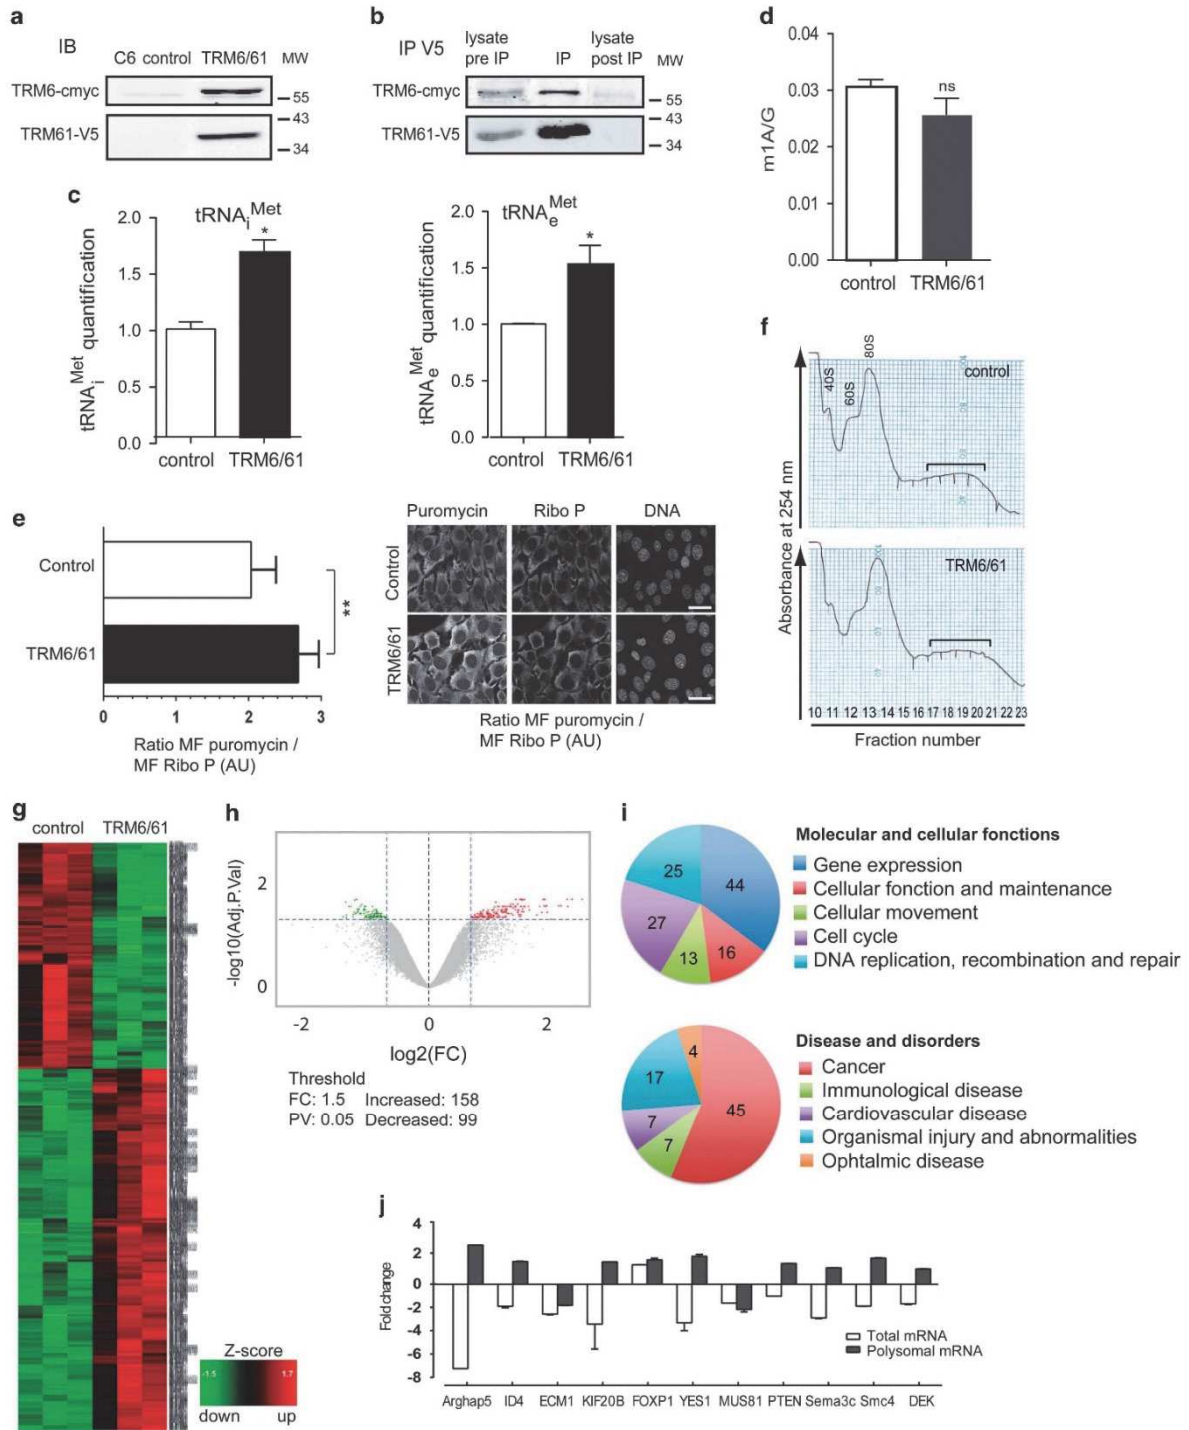 a
IB
C6 control
TRM6/61
MW
TRM6-cmyc
55
43
TRM61-V5
34
b
IP V5
lysate
pre IP
IP
lysate
post IP
MW
TRM6-cmyc
55
43
TRM61-V5
34
c
tRNAiMet
tRNAiMet quantification
2.0
1.5
1.0
0.5
0.0
*
control
TRM6/61
tRNAeMet
tRNAeMet quantification
2.0
1.5
1.0
0.5
0.0
*
control
TRM6/61
d
m1A/G
0.04
0.03
0.02
0.01
0.00
ns
control
TRM6/61
e
Control
TRM6/61
**
0
1
2
3
Ratio MF puromycin /
MF Ribo P (AU)
Puromycin
Ribo P
DNA
Control
TRM6/61
Ratio MF puromycin /
MF Ribo P (AU)
f
Absorbance at 254 nm
40S
60S
80S
control
TRM6/61
10 11 12 13 14 15 16 17 18 19 20 21 22 23
Fraction number
g
control
TRM6/61
Z-score
-1.5
1.7
down
up
h
-log10(Adj.P.Val)
2
0
-2
0
2
log2(FC)
Threshold
FC: 1.5 Increased: 158
PV: 0.05 Decreased: 99
i
44
16
13
27
25
Molecular and cellular fonctions
Gene expression
Cellular fonction and maintenance
Cellular movement
Cell cycle
DNA replication, recombination and repair
45
7
7
17
4
Disease and disorders
Cancer
Immunological disease
Cardiovascular disease
Organismal injury and abnormalities
Ophtalmic disease
j
Fold change
4
2
0
-2
-4
-6
-8
Total mRNA
Polysomal mRNA
Arghap5 ID4 ECM1 KIF20B FOXP1 YES1 MUS81 PTEN Sema3c Smc4 DEK